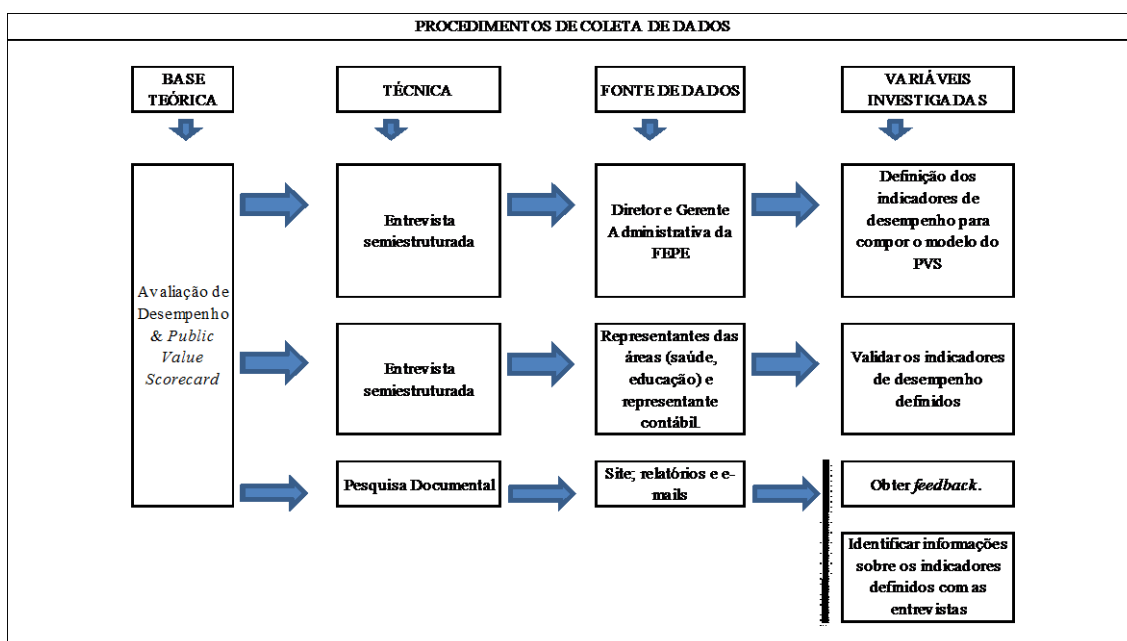 PROCEDIMENTOS DE COLETA DE DADOS
BASE
TEÓRICA
TÉCNICA
FONTE DE DADOS
VARIÁVEIS
INVESTIGADAS
Avaliação de
Desempenho
& Public
Value
Scorecard
Entrevista
semiestruturada
Diretor e Gerente
Administrativa da
FEPE
Definição dos
indicadores de
desempenho para
compor o modelo do
PVS
Entrevista
semiestruturada
Representantes das
áreas (saúde,
educação) e
representante
contábil.
Validar os indicadores
de desempenho
definidos
Pesquisa Documental
Site; relatórios e e-
mails
Obter feedback.
Identificar informações
sobre os indicadores
definidos com as
entrevistas